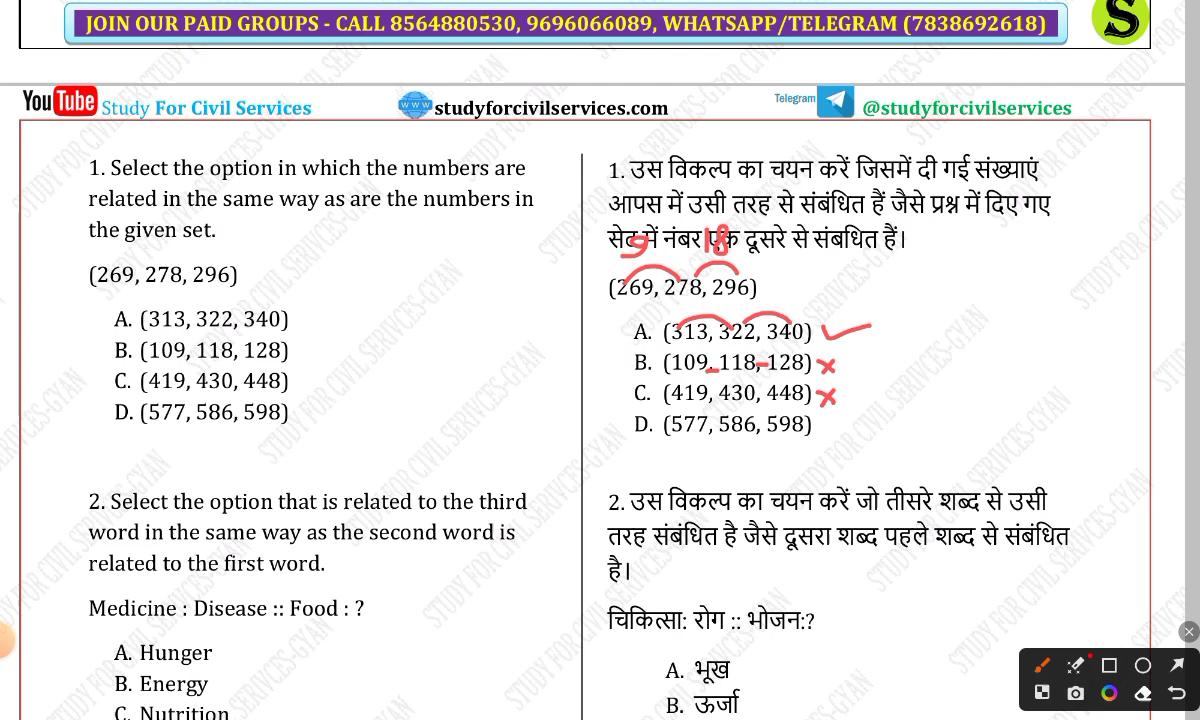 JOIN OUR PAID GROUPS - CALL 8564880530, 9696066089, WHATSAPP/TELEGRAM (7838692618)
S
YouTube Study For Civil Services
www studyforcivilservices.com
Telegram @studyforcivilservices
1. Select the option in which the numbers are
related in the same way as are the numbers in
the given set.
(269, 278, 296)
A. (313, 322, 340)
B. (109, 118, 128)
C. (419, 430, 448)
D. (577, 586, 598)
2. Select the option that is related to the third
word in the same way as the second word is
related to the first word.
Medicine : Disease :: Food : ?
A. Hunger
B. Energy
C. Nutrition
1. उस विकल्प का चयन करें जिसमें दी गई संख्याएं
आपस में उसी तरह से संबंधित हैं जैसे प्रश्न में दिए गए
सेट में नंबर एक दूसरे से संबधित हैं।
9 18
(269, 278, 296)
A. (313, 322, 340)
B. (109, 118, 128)
C. (419, 430, 448)
D. (577, 586, 598)
2. उस विकल्प का चयन करें जो तीसरे शब्द से उसी
तरह संबंधित है जैसे दूसरा शब्द पहले शब्द से संबंधित
है।
चिकित्सा: रोग :: भोजन:?
A. भूख
B. ऊर्जा
STUDY FOR CIVIL SERIVCES-GYAN